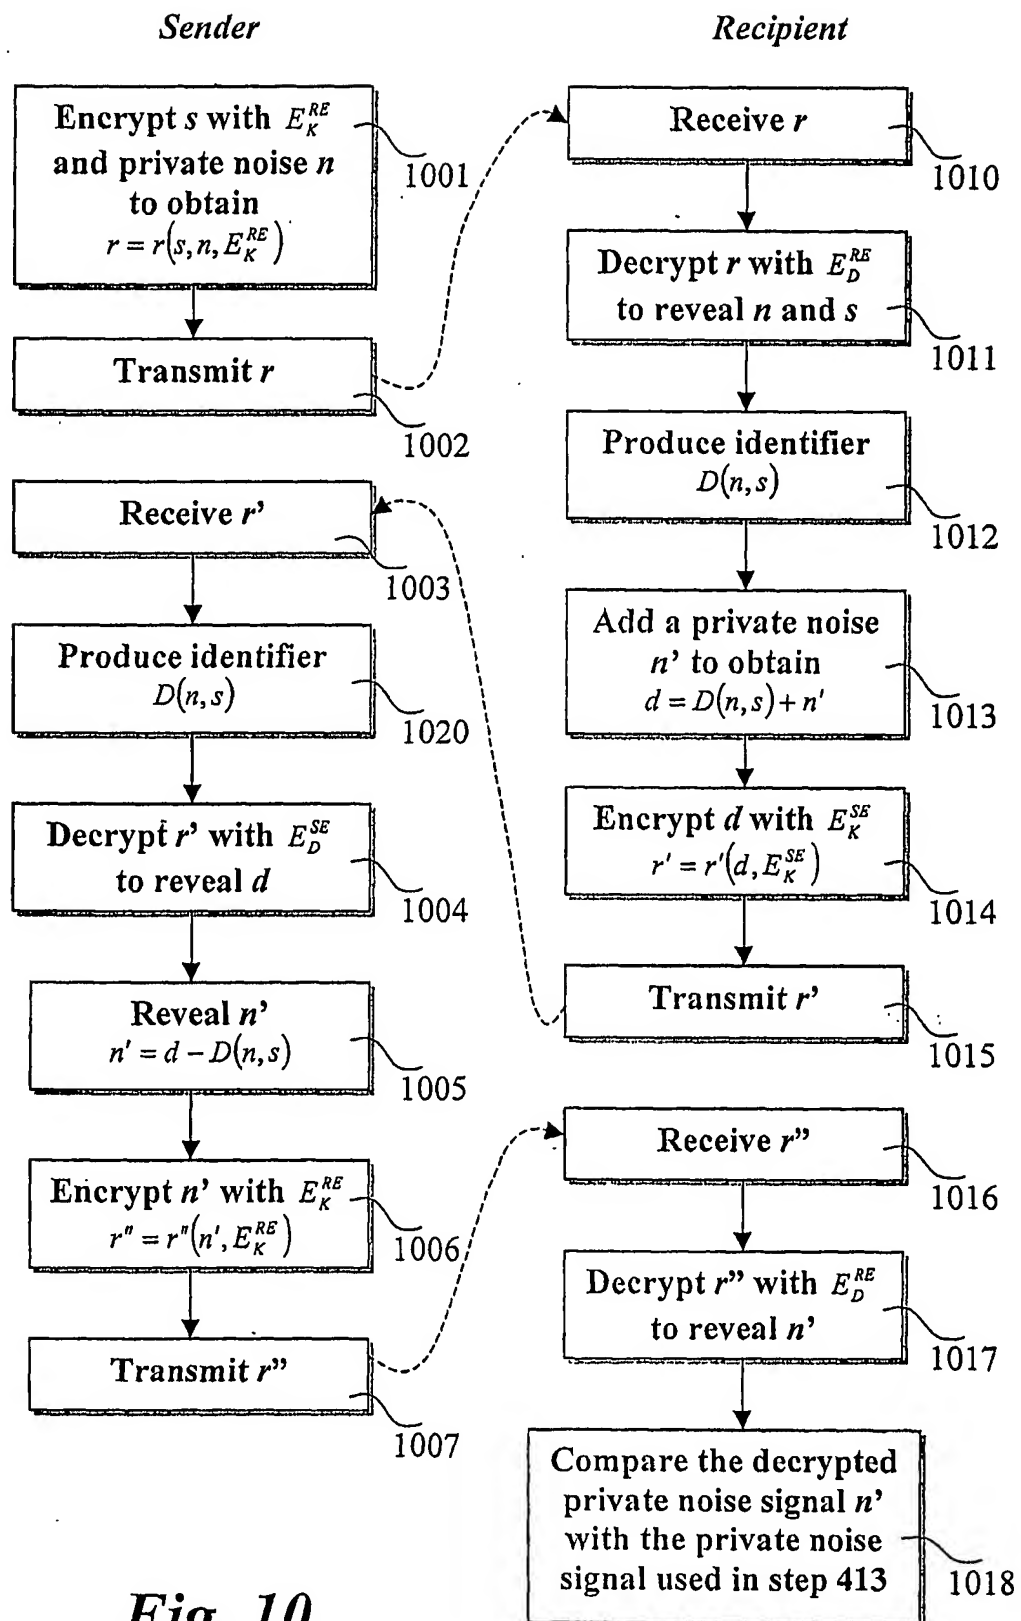 Sender
Encrypt s with E_K^{RE}
and private noise n
to obtain
r = r(s, n, E_K^{RE})
1001
Transmit r
1002
Receive r’
1003
Produce identifier
D(n, s)
1020
Decrypt r’ with E_D^{SE}
to reveal d
1004
Reveal n’
n' = d − D(n, s)
1005
Encrypt n’ with E_K^{RE}
r" = r"(n', E_K^{RE})
1006
Transmit r”
1007
Recipient
Receive r
1010
Decrypt r with E_D^{RE}
to reveal n and s
1011
Produce identifier
D(n, s)
1012
Add a private noise
n’ to obtain
d = D(n, s) + n'
1013
Encrypt d with E_K^{SE}
r' = r'(d, E_K^{SE})
1014
Transmit r’
1015
Receive r”
1016
Decrypt r” with E_D^{RE}
to reveal n’
1017
Compare the decrypted
private noise signal n’
with the private noise
signal used in step 413
1018
Fig. 10